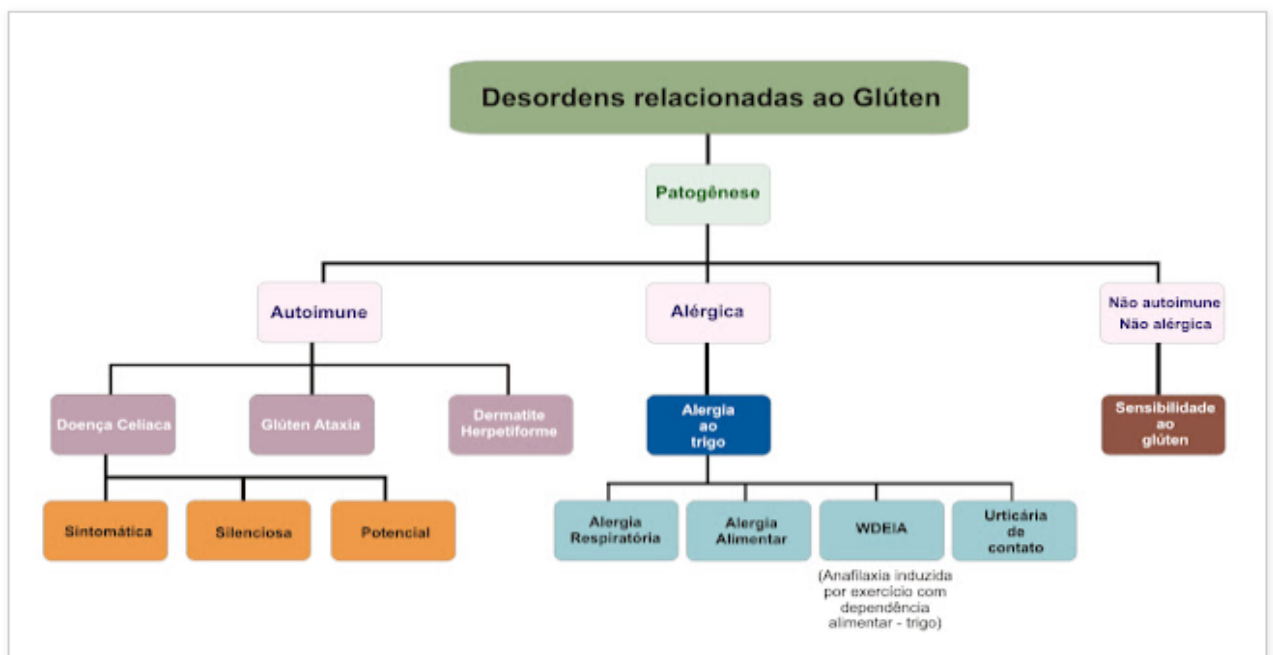 Desordens relacionadas ao Glúten
Patogênese
Autoimune
Alérgica
Não autoimune
Não alérgica
Doença Celiaca
Glúten Ataxia
Dermatite
Herpetiforme
Alergia
ao
trigo
Sensibilidade
ao
glúten
Sintomática
Silenciosa
Potencial
Alergia
Respiratória
Alergia
Alimentar
WDEIA
Urticária
de
contato
(Anafilaxia induzida
por exercício com
dependência
alimentar - trigo)